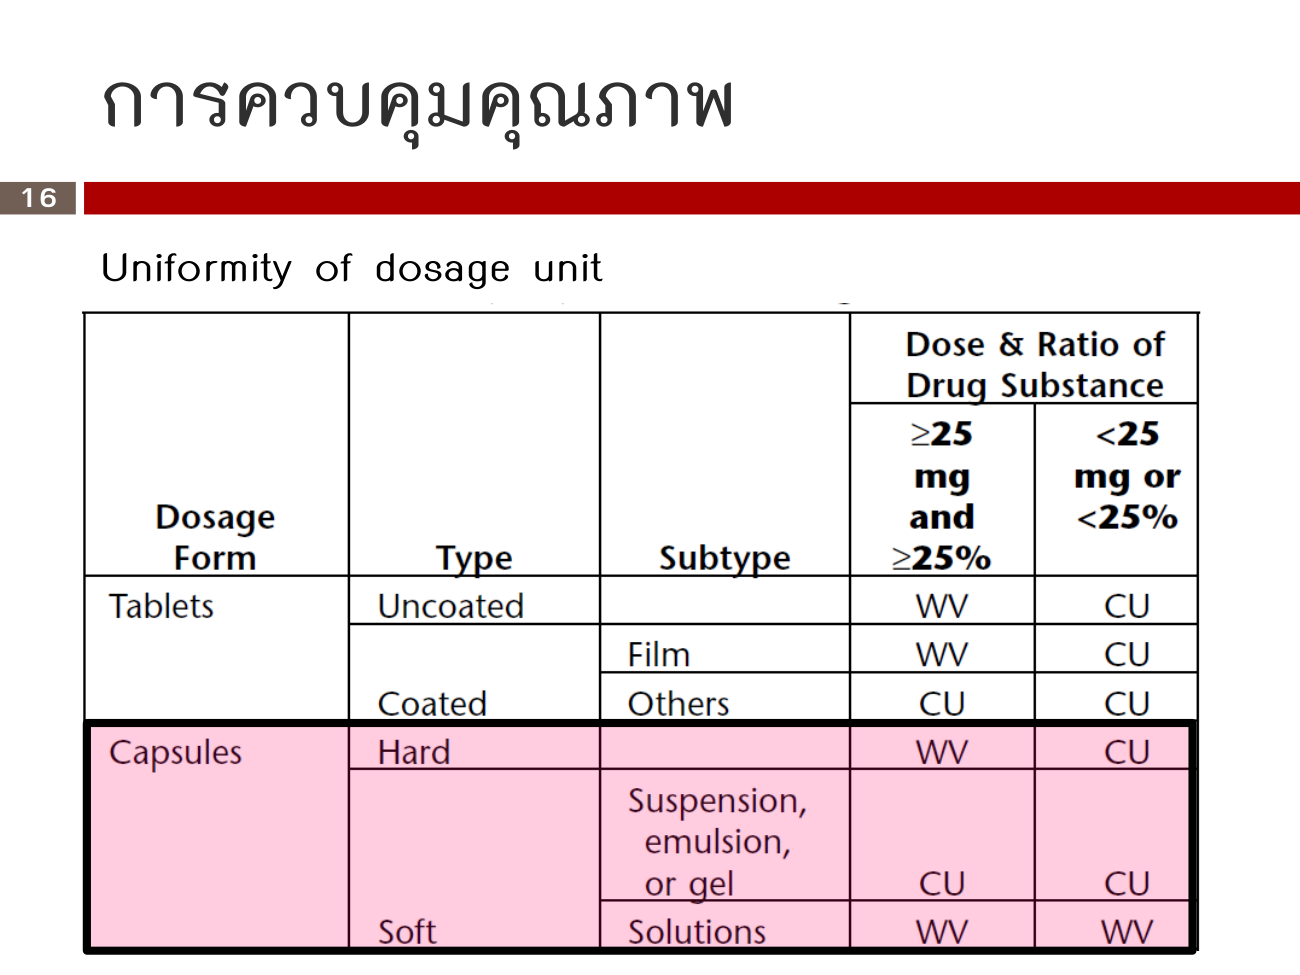 การควบคุมคุณภาพ
16
Uniformity of dosage unit
Dose & Ratio of
Drug Substance
≥25
mg
and
≥25%
<25
mg or
<25%
Dosage
Form
Type
Subtype
Tablets Uncoated WV CU
Film WV CU
Coated Others CU CU
Capsules Hard WV CU
Suspension,
emulsion,
or gel CU CU
Soft Solutions WV WV